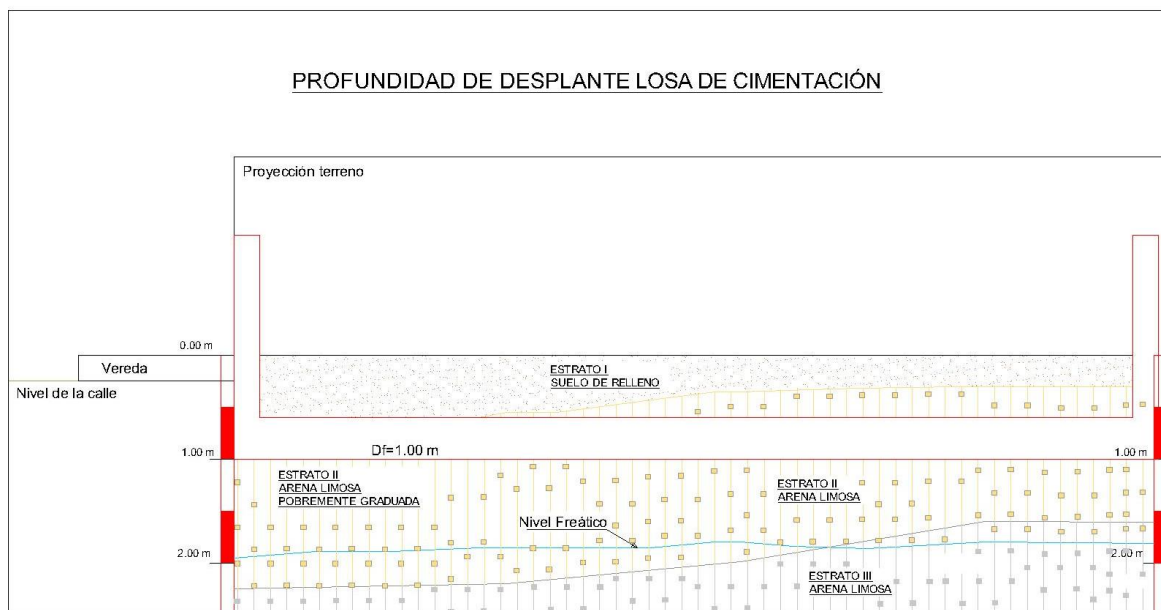 PROFUNDIDAD DE DESPLANTE LOSA DE CIMENTACIÓN
Proyección terreno
0.00 m
Vereda
Nivel de la calle
ESTRATO I
SUELO DE RELLENO
1.00 m
Df=1.00 m
1.00 m
ESTRATO II
ARENA LIMOSA
POBREMENTE GRADUADA
ESTRATO II
ARENA LIMOSA
Nivel Freático
2.00 m
2.00 m
ESTRATO III
ARENA LIMOSA